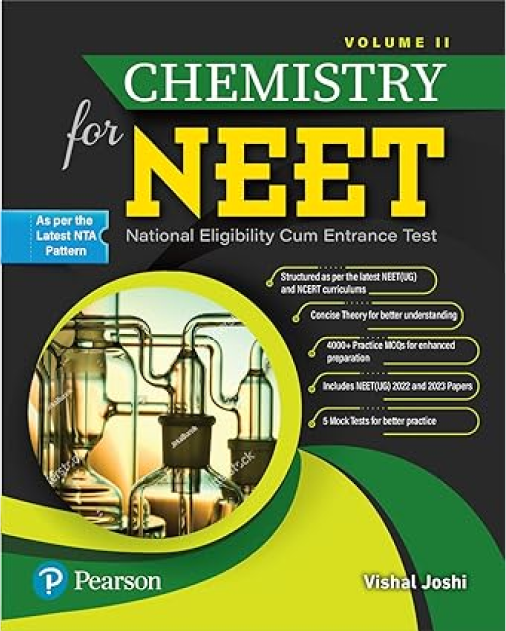 VOLUME II
CHEMISTRY
for
NEET
As per the
Latest NTA
Pattern
National Eligibility Cum Entrance Test
Structured as per the latest NEET(UG)
and NCERT curriculums
Concise Theory for better understanding
4000+ Practice MCQs for enhanced
preparation
Includes NEET(UG) 2022 and 2023 Papers
5 Mock Tests for better practice
Pearson
Vishal Joshi